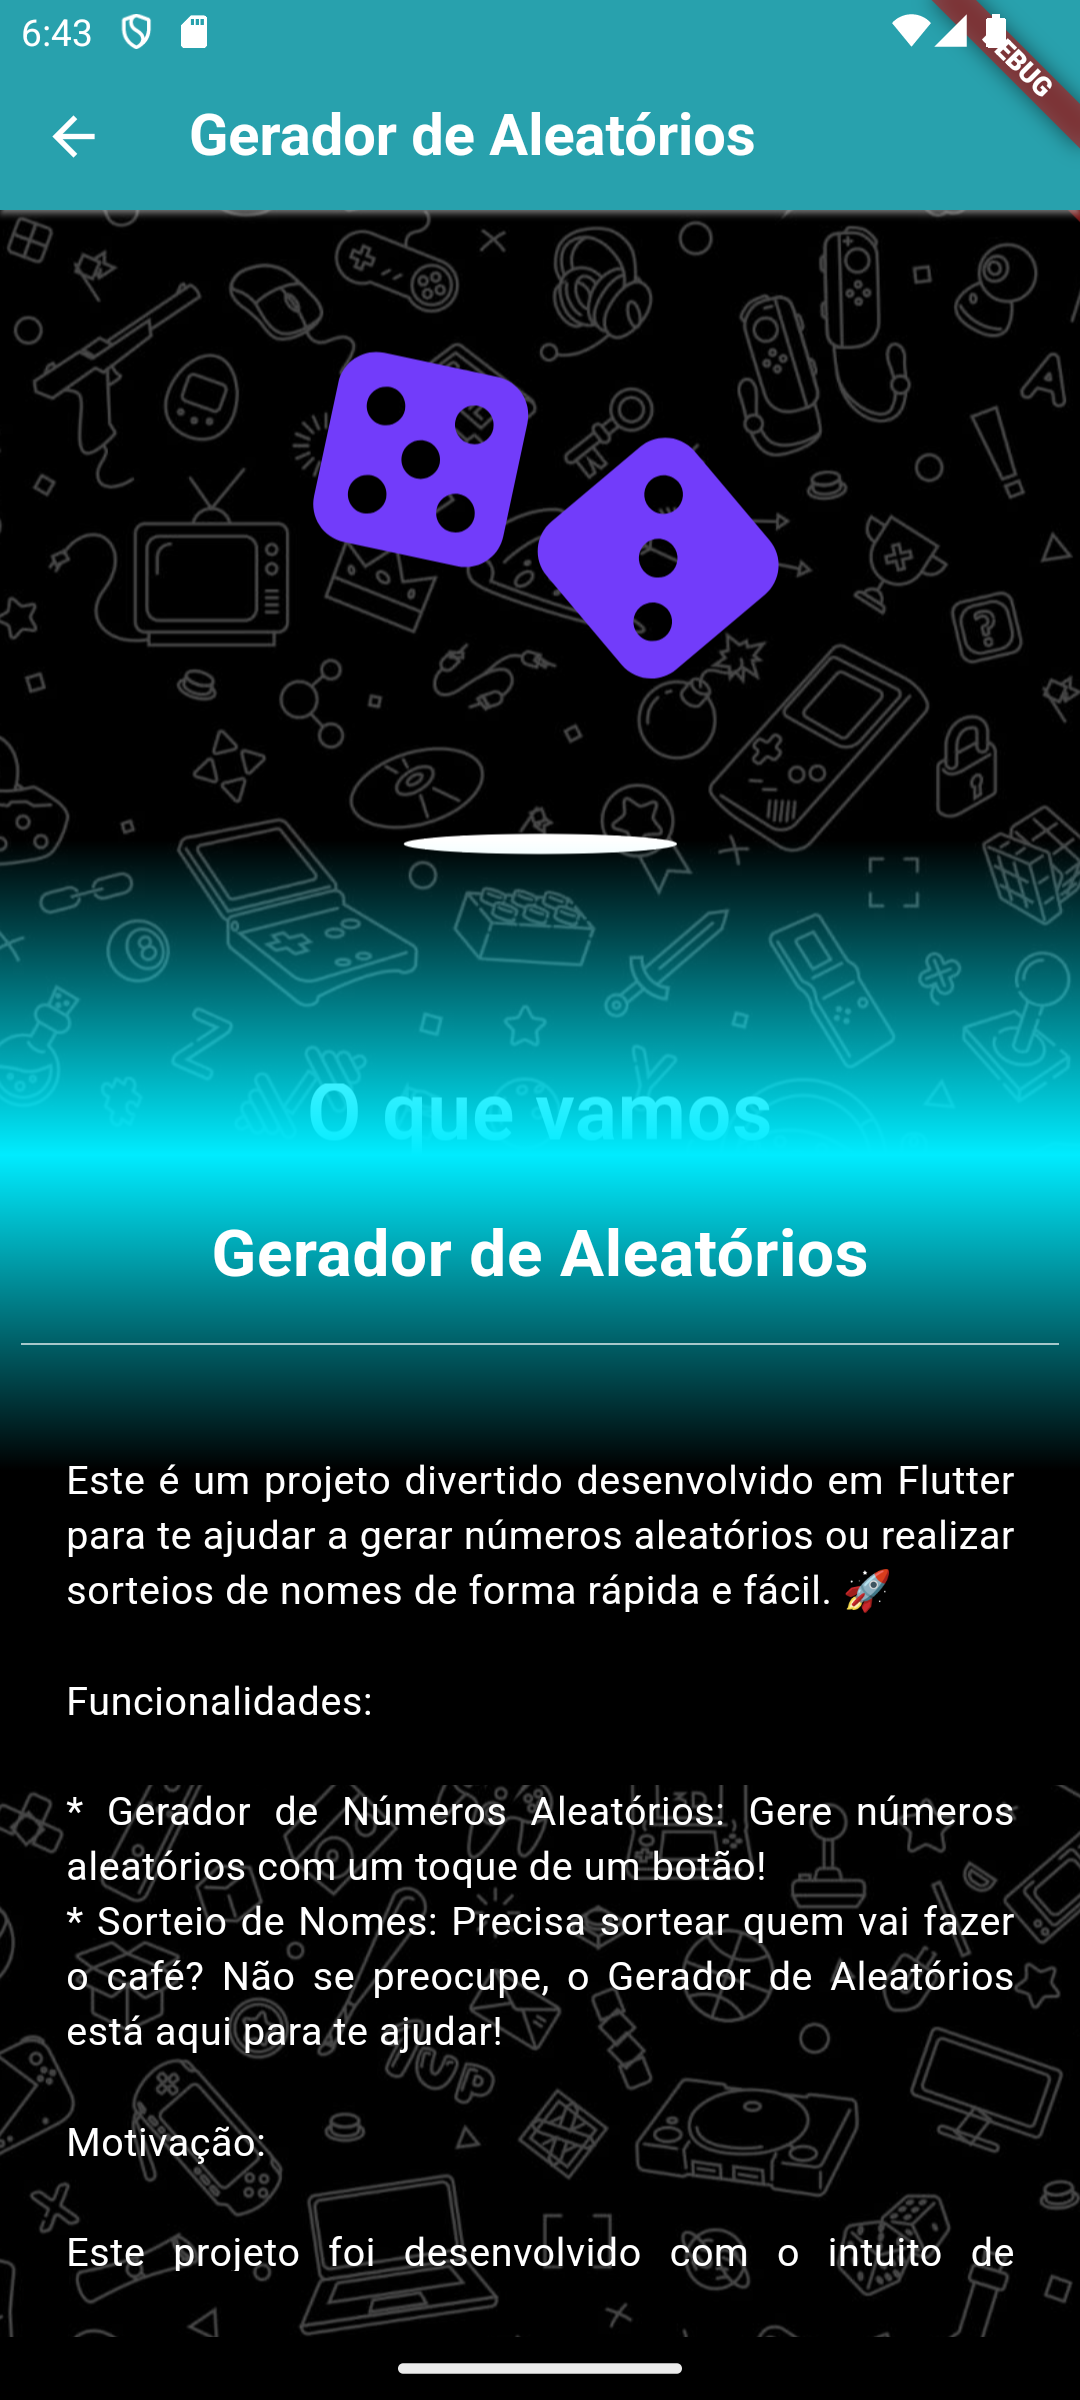 6:43
DEBUG
Gerador de Aleatórios
O que vamos
Gerador de Aleatórios
Este é um projeto divertido desenvolvido em Flutter
para te ajudar a gerar números aleatórios ou realizar
sorteios de nomes de forma rápida e fácil. 🚀
Funcionalidades:
* Gerador de Números Aleatórios: Gere números
aleatórios com um toque de um botão!
* Sorteio de Nomes: Precisa sortear quem vai fazer
o café? Não se preocupe, o Gerador de Aleatórios
está aqui para te ajudar!
1UP
Motivação:
Este projeto foi desenvolvido com o intuito de